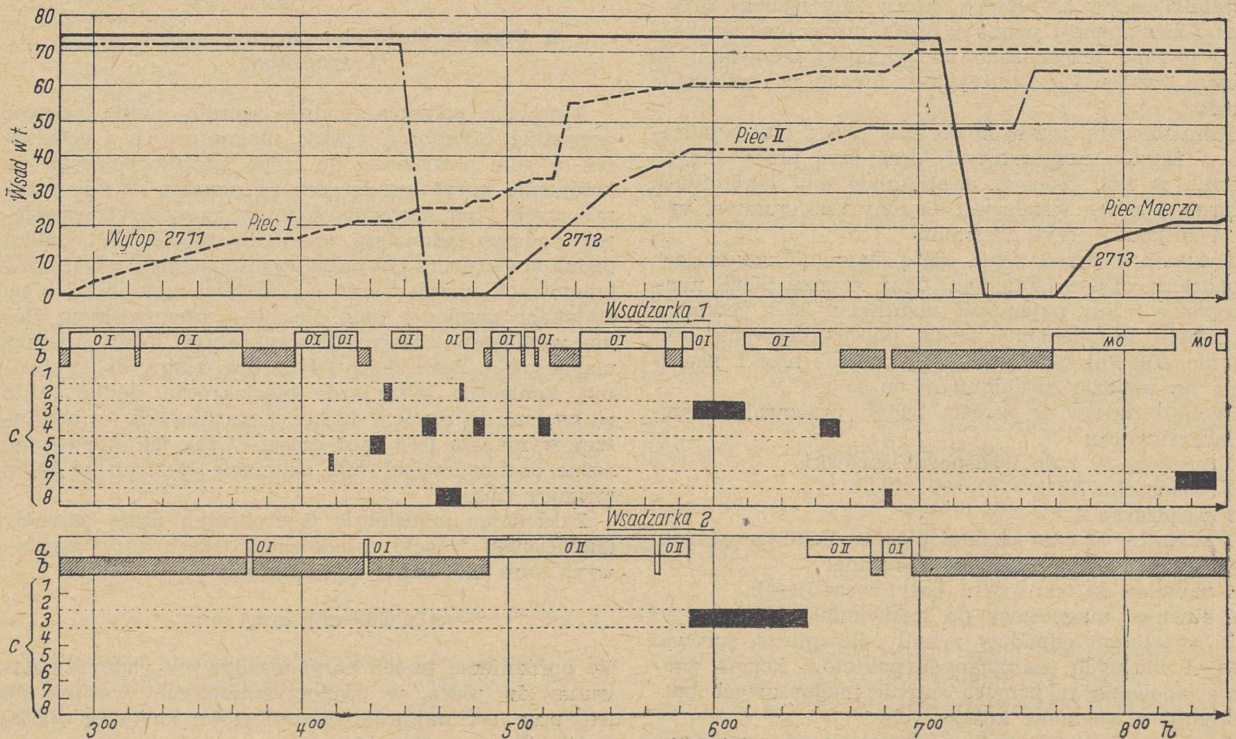 80
70
60
50
40
30
20
10
0
Wsad w t.
Wytop 2711
Piec I
2712
Piec II
Piec Maerza
2713
Wsadzarka 1
a
b
c
1
2
3
4
5
6
7
8
OI
OI
OI
OI
OI
OI
OI
OI
OI
OI
OI
OM
OM
Wsadzarka 2
a
b
c
1
2
3
4
5
6
7
8
OI
OI
OII
OII
OII
OI
3⁰⁰ 4⁰⁰ 5⁰⁰ 6⁰⁰ 7⁰⁰ 8⁰⁰ h